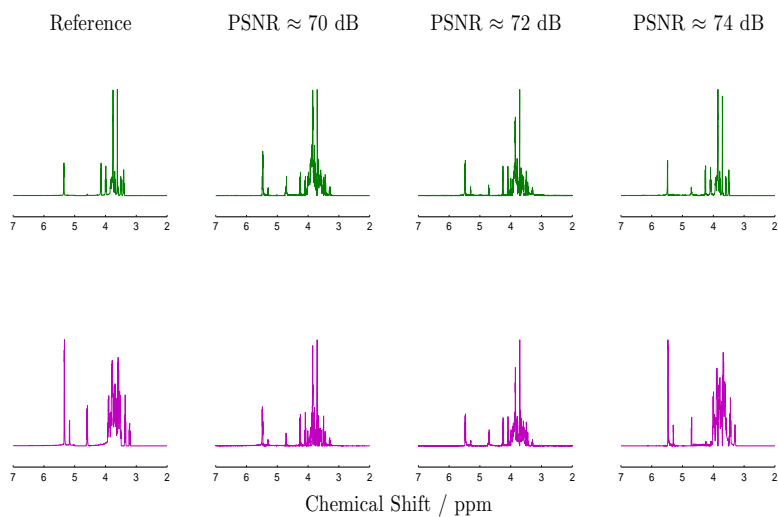 Reference PSNR ≈ 70 dB PSNR ≈ 72 dB PSNR ≈ 74 dB
7 6 5 4 3 2 7 6 5 4 3 2 7 6 5 4 3 2 7 6 5 4 3 2
7 6 5 4 3 2 7 6 5 4 3 2 7 6 5 4 3 2 7 6 5 4 3 2
Chemical Shift / ppm